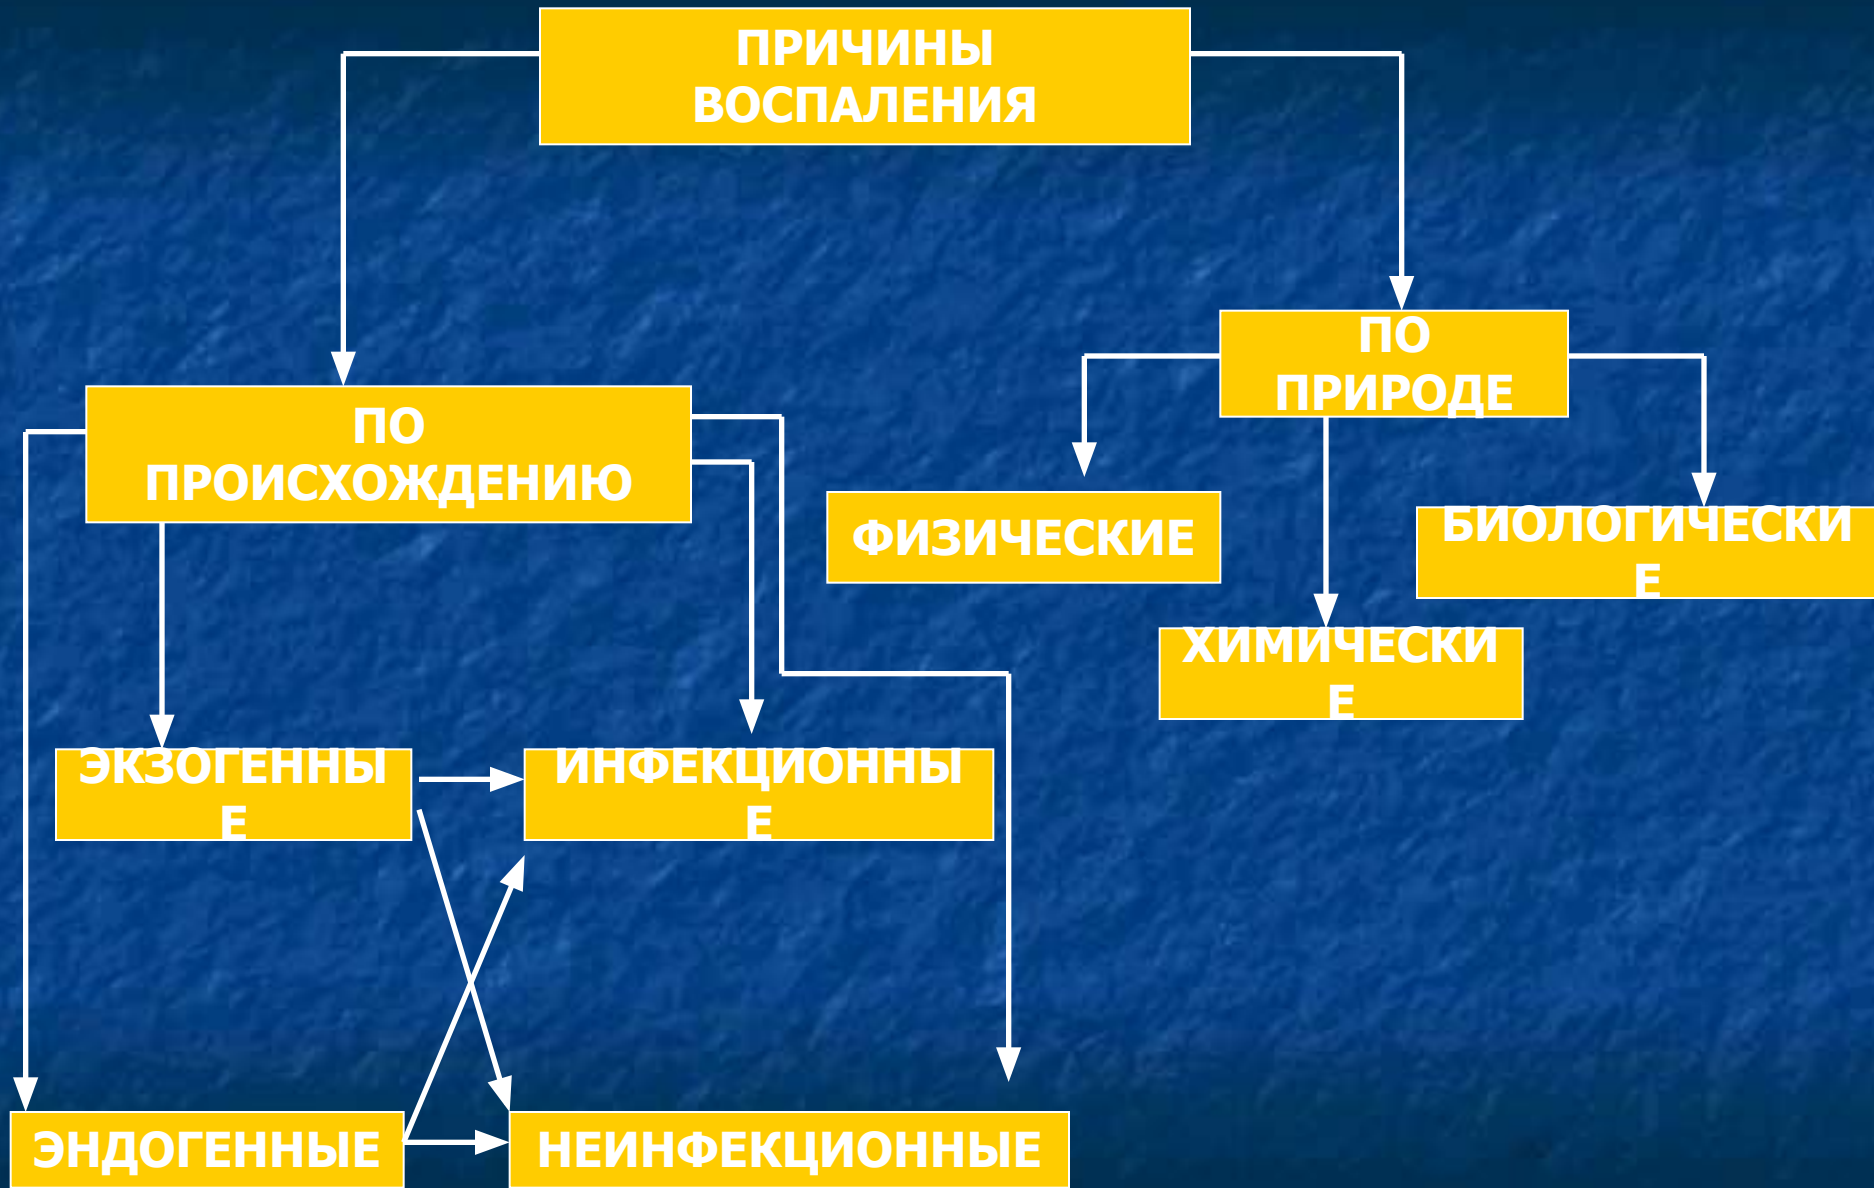 ПРИЧИНЫ
ВОСПАЛЕНИЯ
ПО
ПРИРОДЕ
ПО
ПРОИСХОЖДЕНИЮ
ФИЗИЧЕСКИЕ
БИОЛОГИЧЕСКИ
Е
ХИМИЧЕСКИ
Е
ЭКЗОГЕННЫ
Е
ИНФЕКЦИОННЫ
Е
ЭНДОГЕННЫЕ
НЕИНФЕКЦИОННЫЕ